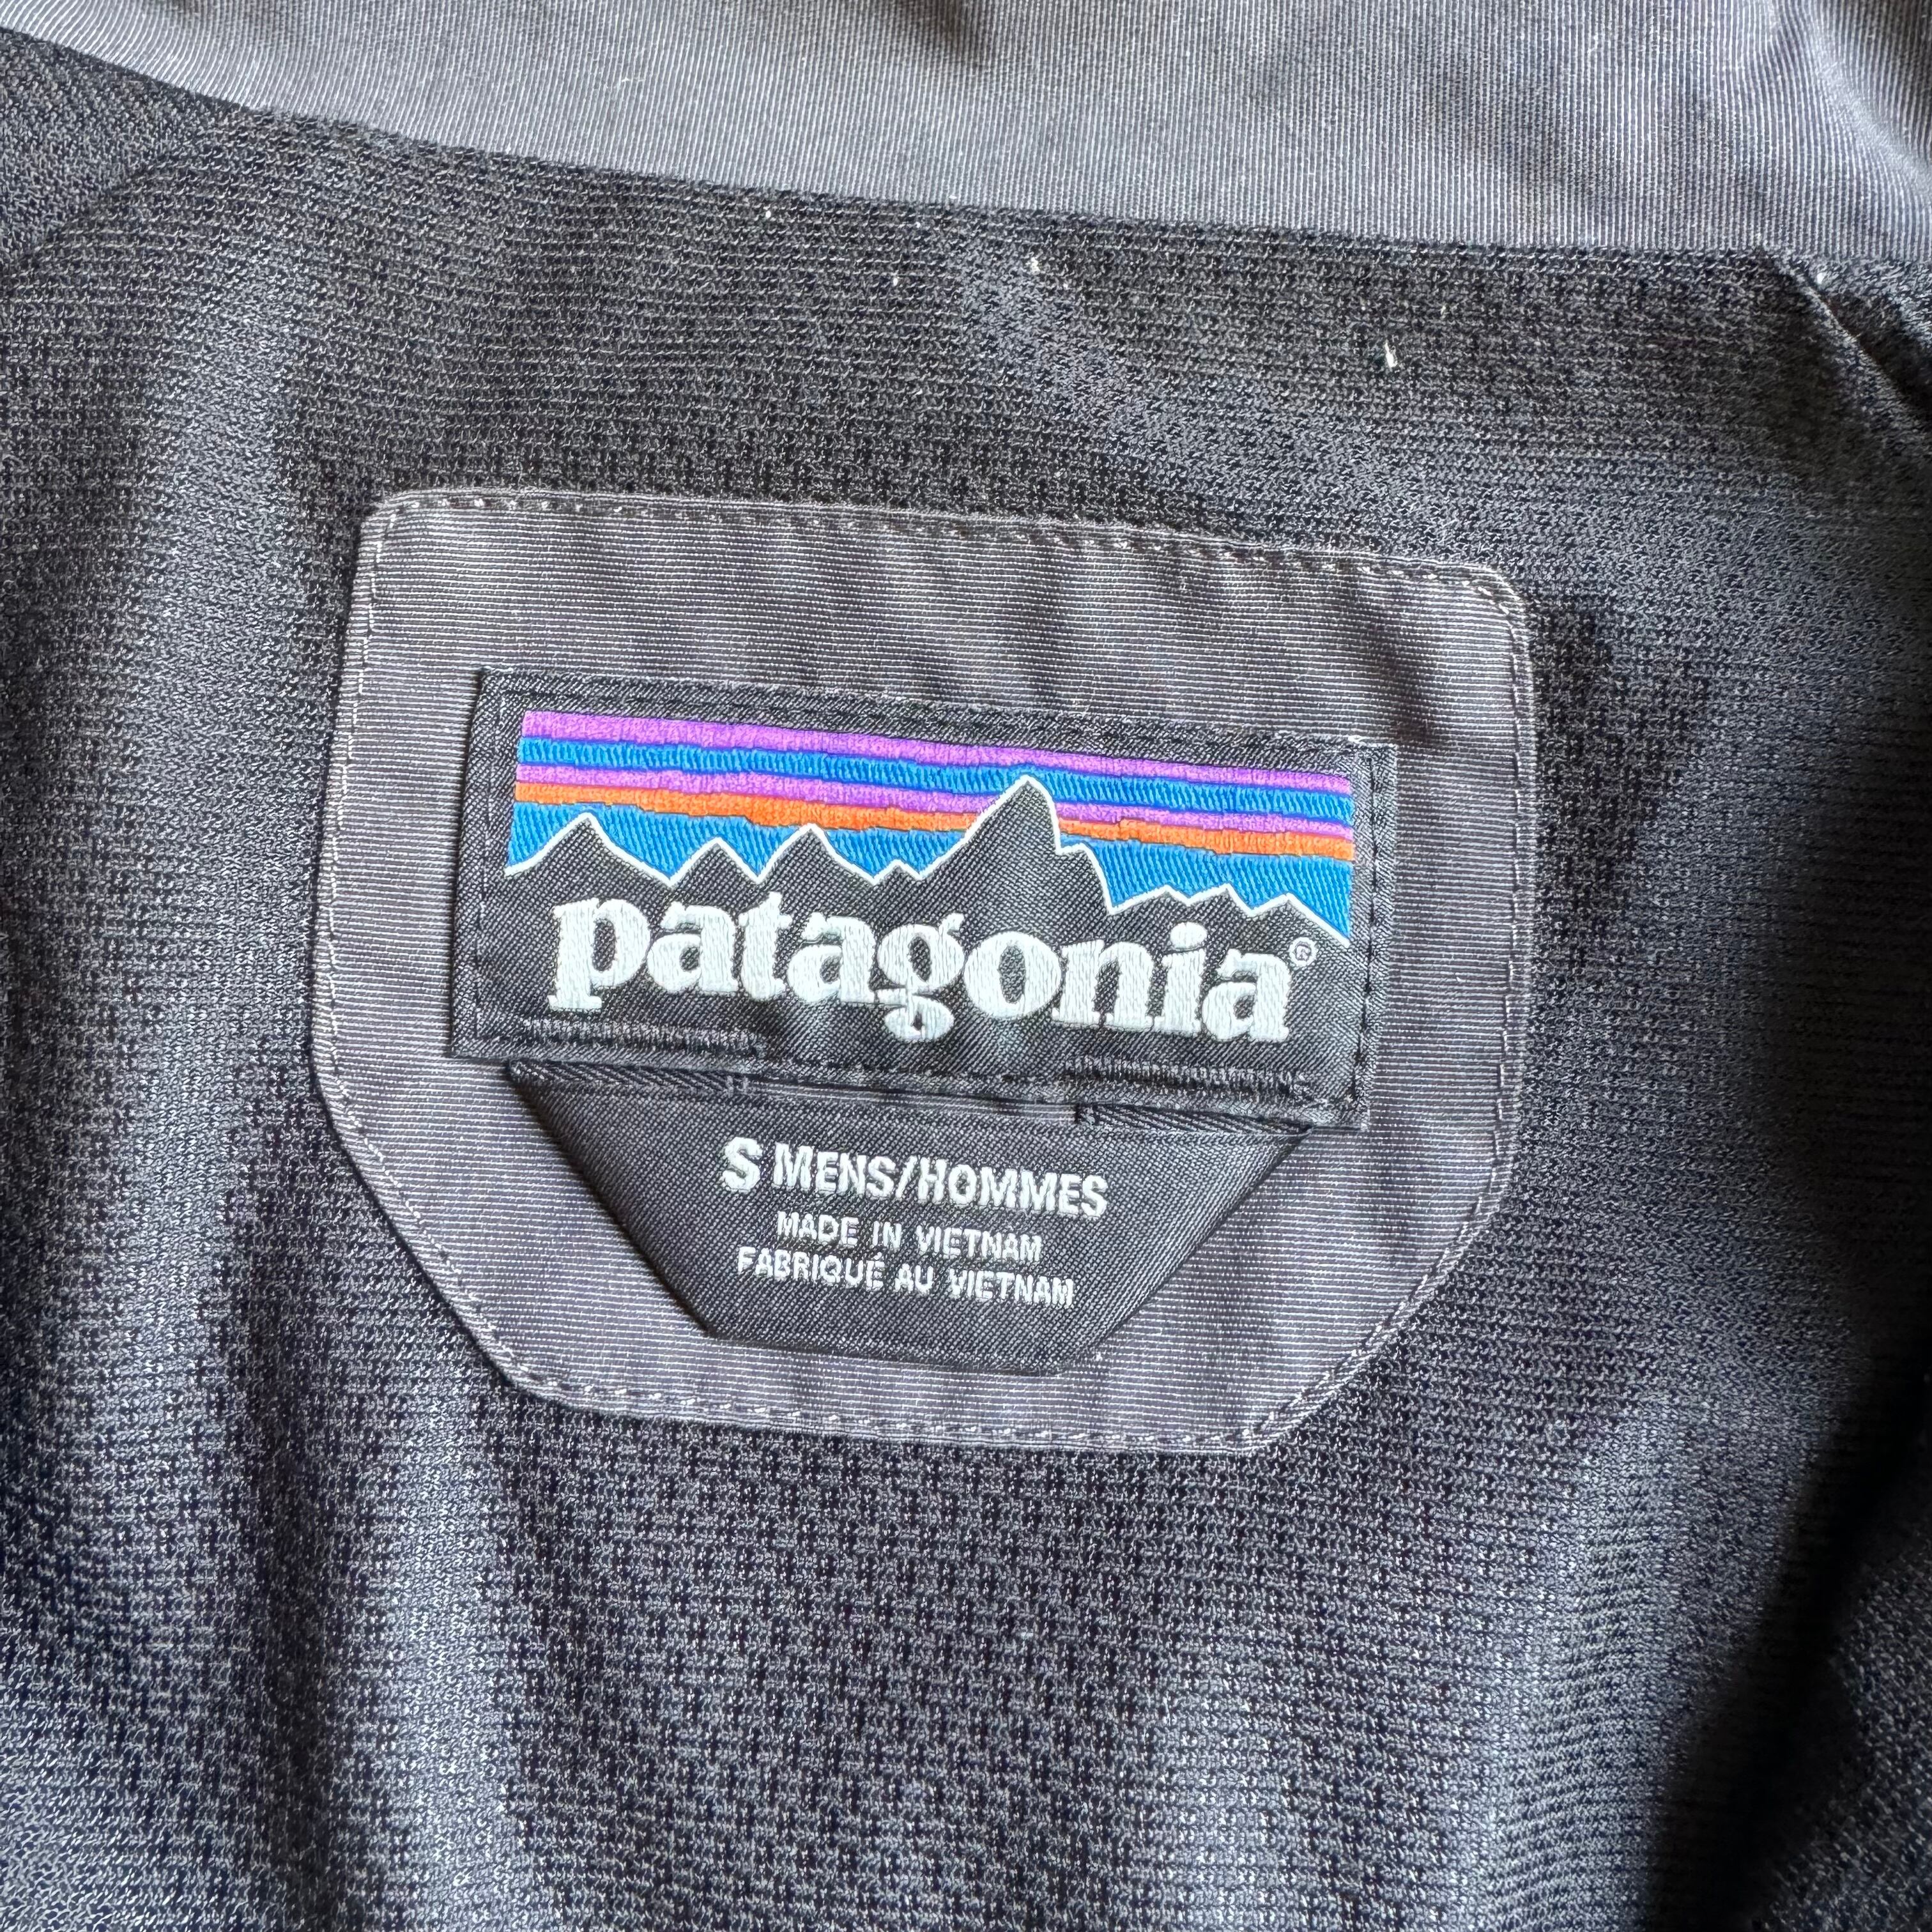 patagonia®
S MENS/HOMMES
MADE IN VIETNAM
FABRIQUÉ AU VIETNAM